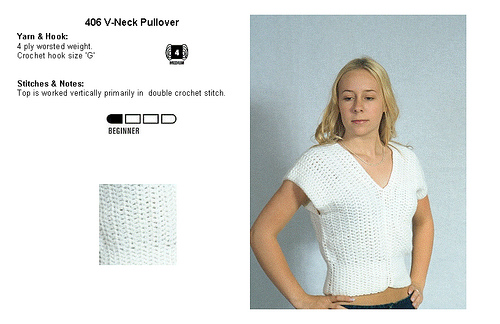 406 V-Neck Pullover
Yarn & Hook:
4 ply worsted weight.
Crochet hook size "G"
4
MEDIUM
Stitches & Notes:
Top is worked vertically primarily in double crochet stitch.
BEGINNER